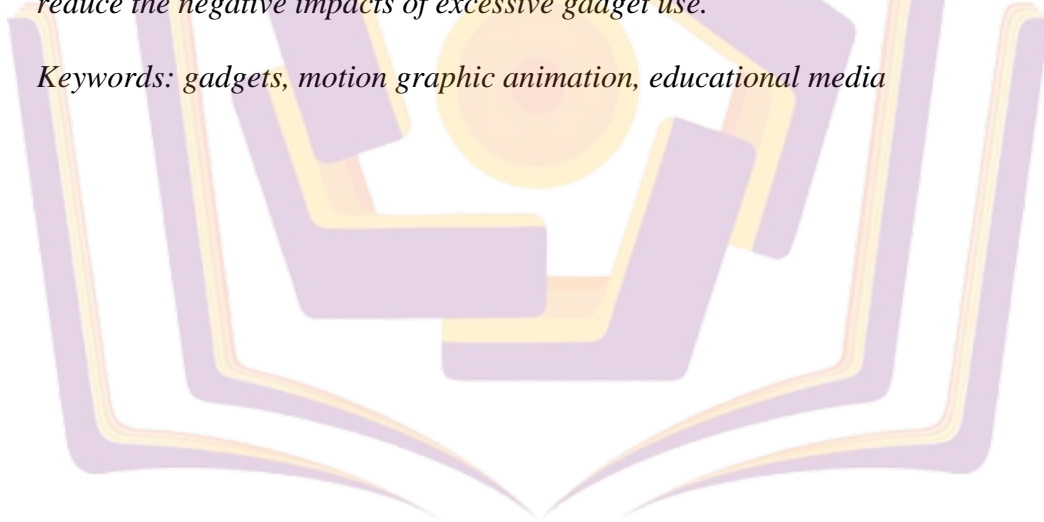 reduce the negative impacts of excessive gadget use.
Keywords: gadgets, motion graphic animation, educational media